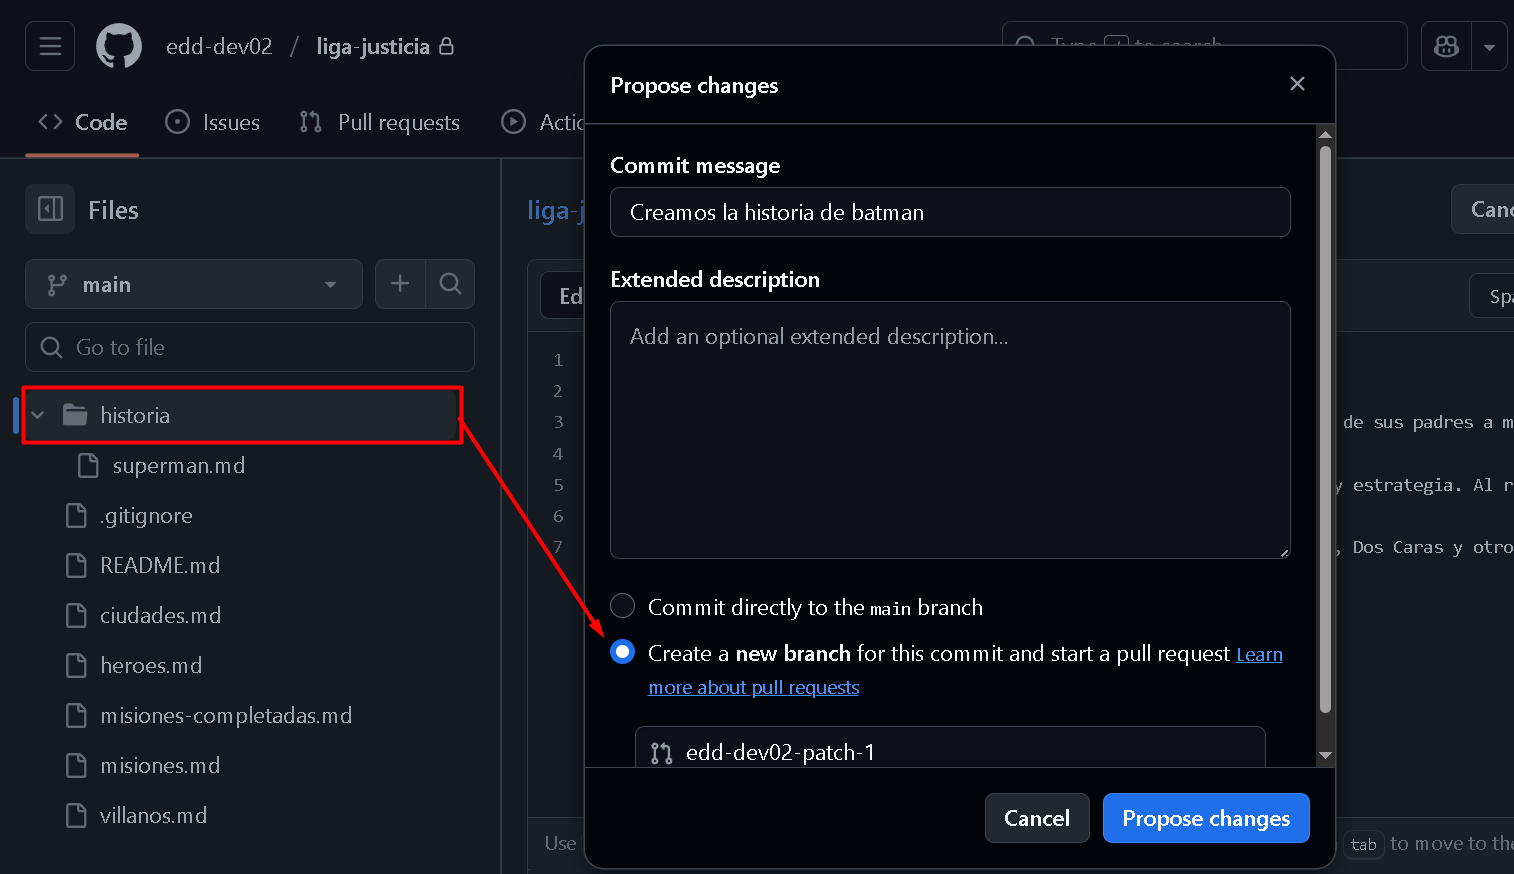 edd-dev02 / liga-justicia
Type / to search
Code
Issues
Pull requests
Files
main
Go to file
historia
superman.md
.gitignore
README.md
ciudades.md
heroes.md
misiones-completadas.md
misiones.md
villanos.md
Propose changes
Commit message
Creamos la historia de batman
Extended description
Add an optional extended description...
Commit directly to the main branch
Create a new branch for this commit and start a pull request Learn
more about pull requests
edd-dev02-patch-1
Cancel
Propose changes
1
2
3
de sus padres a m
4
5
y estrategia. Al r
6
7
, Dos Caras y otro
Use
tab to move to the